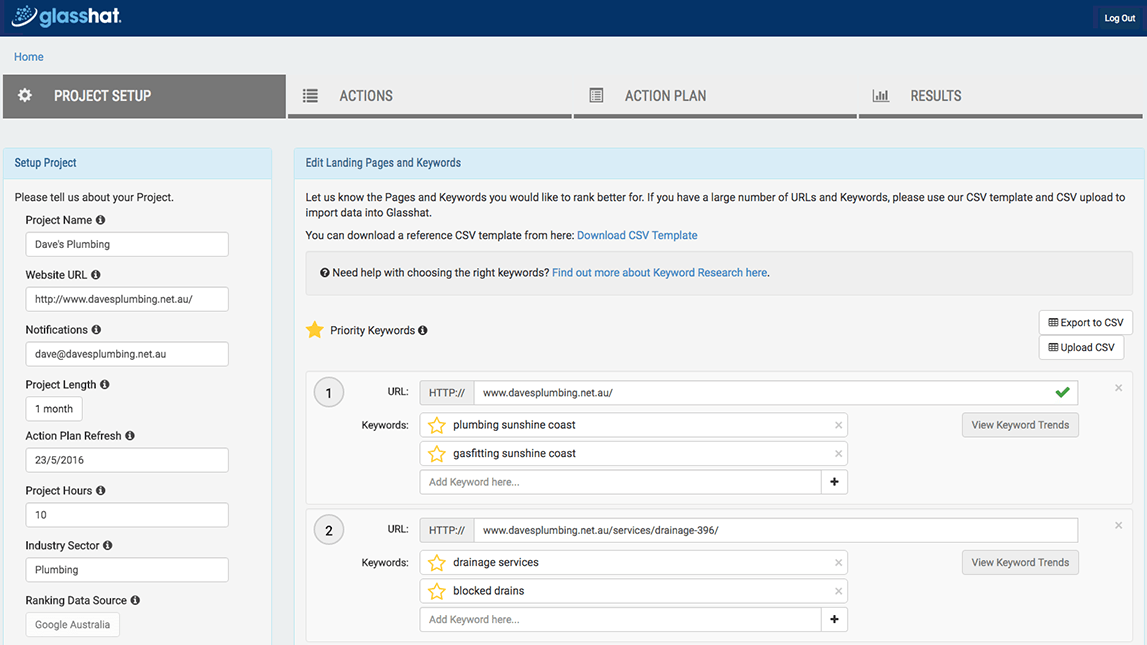 glasshat.
Log Out
Home
PROJECT SETUP
ACTIONS
ACTION PLAN
RESULTS
Setup Project
Please tell us about your Project.
Project Name
Dave's Plumbing
Website URL
http://www.davesplumbing.net.au/
Notifications
dave@davesplumbing.net.au
Project Length
1 month
Action Plan Refresh
23/5/2016
Project Hours
10
Industry Sector
Plumbing
Ranking Data Source
Google Australia
Edit Landing Pages and Keywords
Let us know the Pages and Keywords you would like to rank better for. If you have a large number of URLs and Keywords, please use our CSV template and CSV upload to
import data into Glasshat.
You can download a reference CSV template from here: Download CSV Template
Need help with choosing the right keywords? Find out more about Keyword Research here.
Priority Keywords
Export to CSV
Upload CSV
1
URL: HTTP:// www.davesplumbing.net.au/
Keywords: plumbing sunshine coast
View Keyword Trends
gasfitting sunshine coast
Add Keyword here...
2
URL: HTTP:// www.davesplumbing.net.au/services/drainage-396/
Keywords: drainage services
View Keyword Trends
blocked drains
Add Keyword here...